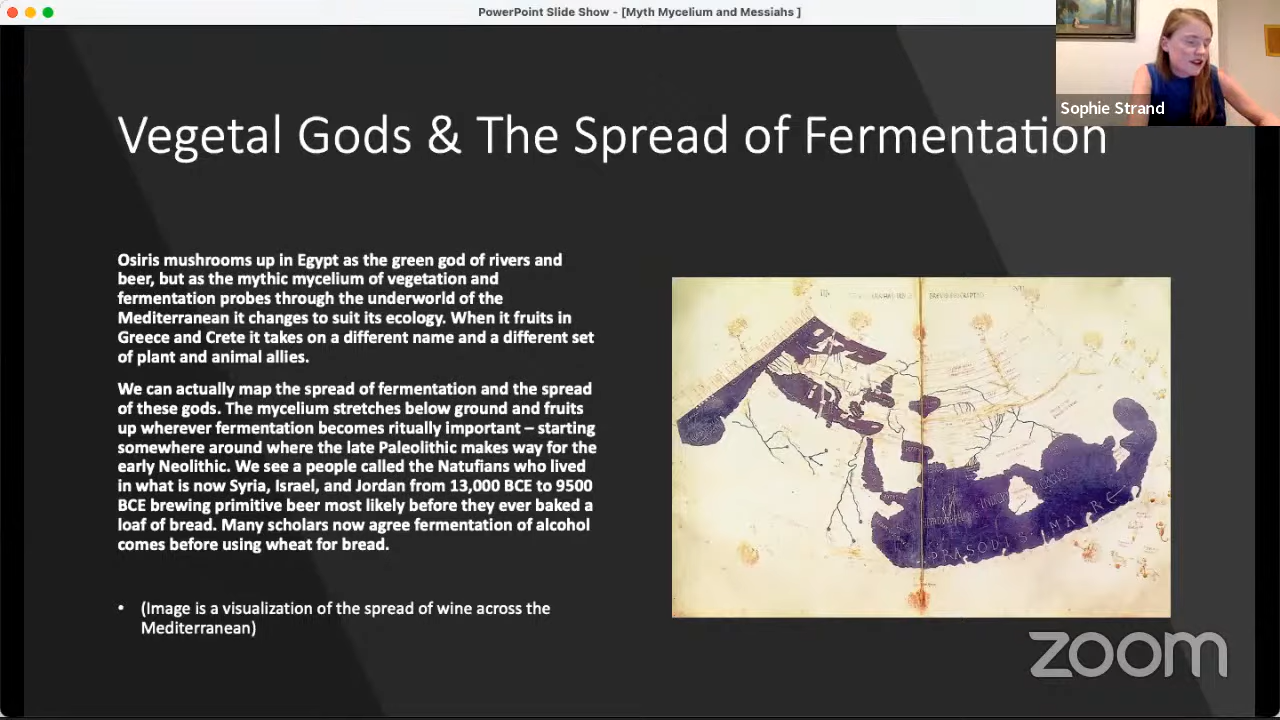 PowerPoint Slide Show - [Myth Mycelium and Messiahs ]
Sophie Strand
Vegetal Gods & The Spread of Fermentation
Osiris mushrooms up in Egypt as the green god of rivers and
beer, but as the mythic mycelium of vegetation and
fermentation probes through the underworld of the
Mediterranean it changes to suit its ecology. When it fruits in
Greece and Crete it takes on a different name and a different set
of plant and animal allies.
We can actually map the spread of fermentation and the spread
of these gods. The mycelium stretches below ground and fruits
up wherever fermentation becomes ritually important – starting
somewhere around where the late Paleolithic makes way for the
early Neolithic. We see a people called the Natufians who lived
in what is now Syria, Israel, and Jordan from 13,000 BCE to 9500
BCE brewing primitive beer most likely before they ever baked a
loaf of bread. Many scholars now agree fermentation of alcohol
comes before using wheat for bread.
• (Image is a visualization of the spread of wine across the
Mediterranean)
PRASODIS MARE
zoom